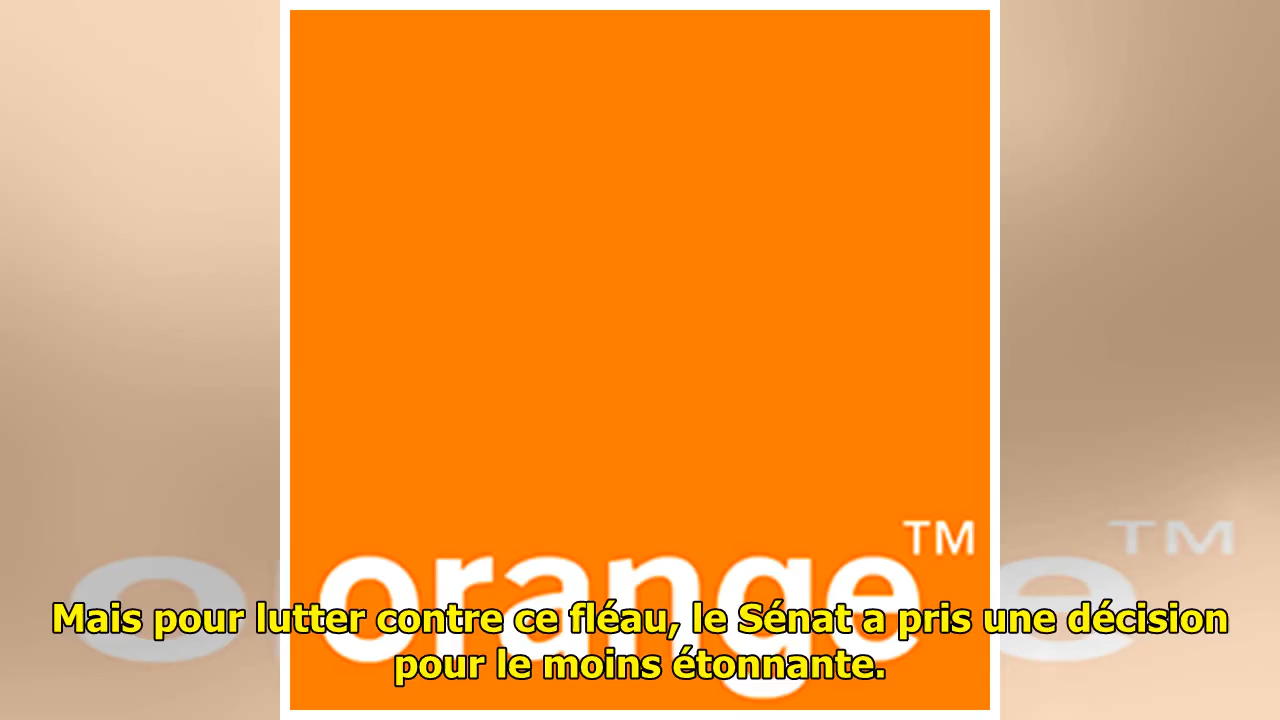 orange™
Mais pour lutter contre ce fléau, le Sénat a pris une décision
pour le moins étonnante.